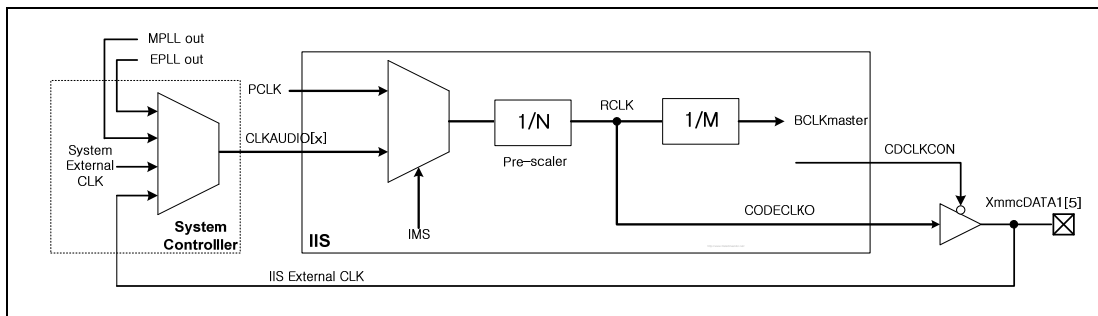 MPLL out
EPLL out
PCLK
CLKAUDIO[x]
System
External
CLK
System
Controlller
IIS
IMS
1/N
Pre-scaler
RCLK
1/M
BCLKmaster
CDCLKCON
CODECLKO
XmmcDATA1[5]
IIS External CLK